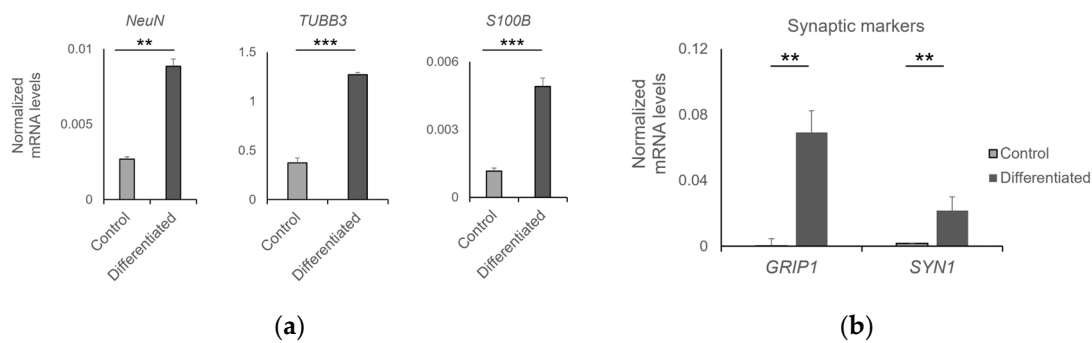 NeuN
TUBB3
S100B
Normalized
mRNA levels
0.01
0.005
0
**
Control
Differentiated
1.5
1
0.5
0
***
Control
Differentiated
0.006
0.003
0
***
Control
Differentiated
(a)
Synaptic markers
Normalized
mRNA levels
0.12
0.08
0.04
0
**
**
GRIP1
SYN1
Control
Differentiated
(b)